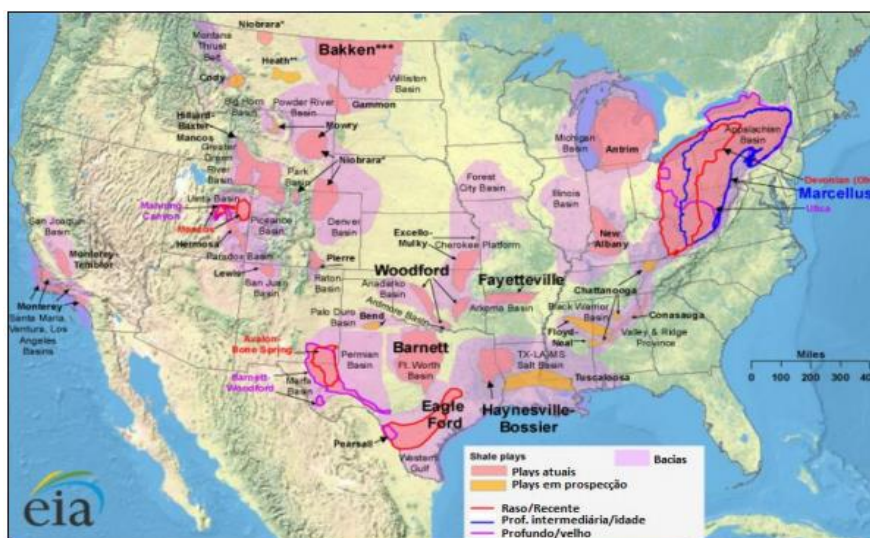 Niobrara*
Montana
Thrust
Belt
Bakken***
Heath**
Cody
Williston
Basin
Big Horn
Basin
Powder River
Basin
Gammon
Hilliard-
Baxter-
Mancos
Mowry
Greater
Green
River
Basin
Niobrara*
Park
Basin
Michigan
Basin
Antrim
Appalachian
Basin
Devonian (Oh
Marcellus
Utica
Forest
City Basin
Illinois
Basin
Uinta Basin
Manning
Canyon
Mancos
Piceance
Basin
Denver
Basin
San Joaquin
Basin
Hermosa
Paradox Basin
Excello-
Mulky
Cherokee Platform
New
Albany
Monterey-
Temblor
Lewis
San Juan
Basin
Pierre
Raton
Basin
Woodford
Anadarko
Basin
Fayetteville
Chattanooga
Monterey
Santa Maria,
Ventura, Los
Angeles
Basins
Ardmore Basin
Arkoma Basin
Black Warrior
Basin
Conasauga
Palo Duro
Basin
Bend
Floyd-
Neal
Valley & Ridge
Province
Avalon-
Bone Spring
Permian
Basin
Barnett
Ft. Worth
Basin
TX-LA-MS
Salt Basin
Tuscaloosa
Barnett-
Woodford
Marfa
Basin
Eagle
Ford
Haynesville-
Bossier
Pearsall
Western
Gulf
Miles
0
100
200
300
400
eia
Shale plays
Plays atuais
Plays em prospecção
Bacias
Raso/Recente
Prof. intermediária/idade
Profundo/velho